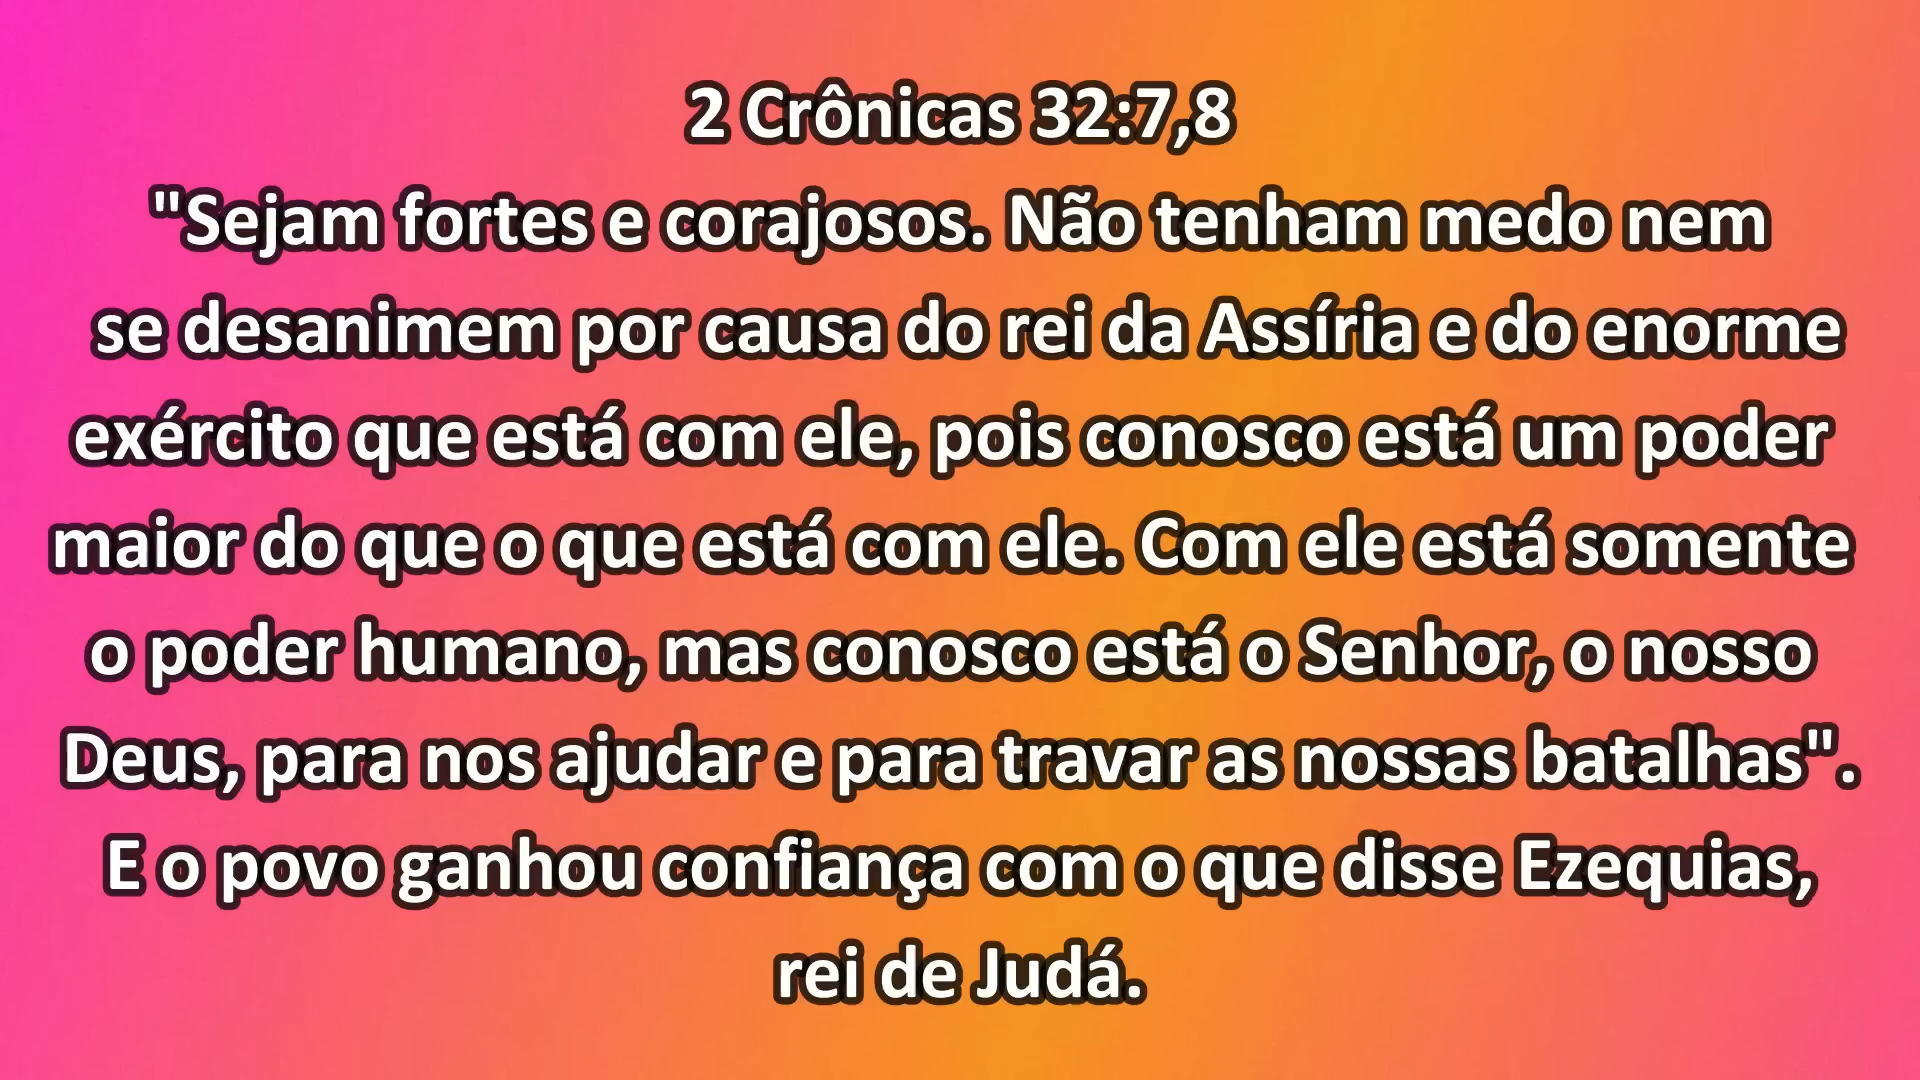 2 Crônicas 32:7,8
"Sejam fortes e corajosos. Não tenham medo nem
se desanimem por causa do rei da Assíria e do enorme
exército que está com ele, pois conosco está um poder
maior do que o que está com ele. Com ele está somente
o poder humano, mas conosco está o Senhor, o nosso
Deus, para nos ajudar e para travar as nossas batalhas".
E o povo ganhou confiança com o que disse Ezequias,
rei de Judá.